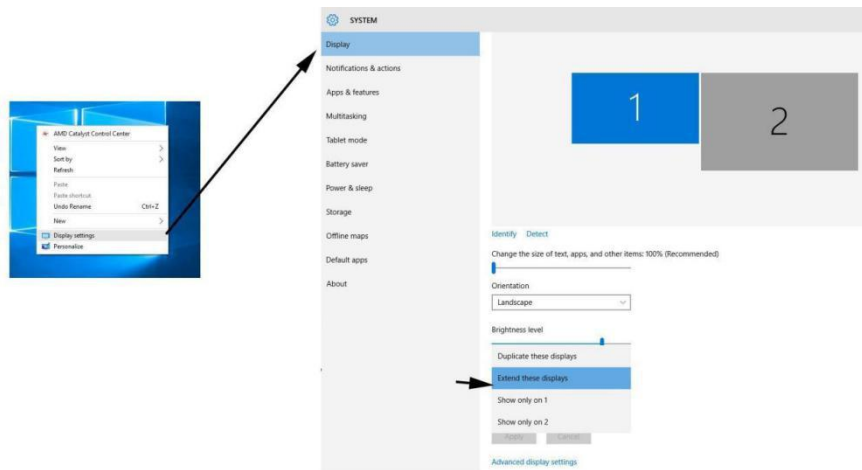 AMD Catalyst Control Center
View
Sort by
Refresh
Paste
Paste shortcut
Undo Rename Ctrl+Z
New
Display settings
Personalize
SYSTEM
Display
Notifications & actions
Apps & features
Multitasking
Tablet mode
Battery saver
Power & sleep
Storage
Offline maps
Default apps
About
1
2
Identify Detect
Change the size of text, apps, and other items: 100% (Recommended)
Orientation
Landscape
Brightness level
Duplicate these displays
Extend these displays
Show only on 1
Show only on 2
Apply Cancel
Advanced display settings